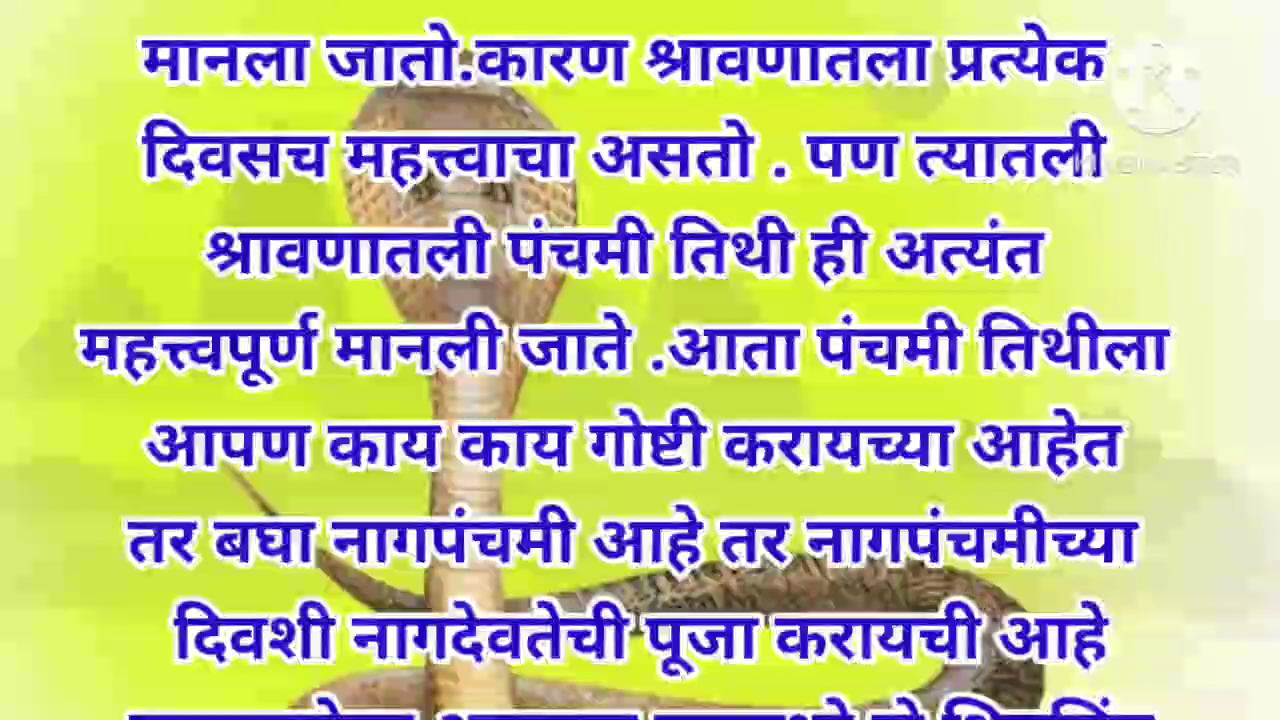 मानला जातो.कारण श्रावणातला प्रत्येक
दिवसच महत्त्वाचा असतो . पण त्यातली
श्रावणातली पंचमी तिथी ही अत्यंत
महत्त्वपूर्ण मानली जाते .आता पंचमी तिथीला
आपण काय काय गोष्टी करायच्या आहेत
तर बघा नागपंचमी आहे तर नागपंचमीच्या
दिवशी नागदेवतेची पूजा करायची आहे